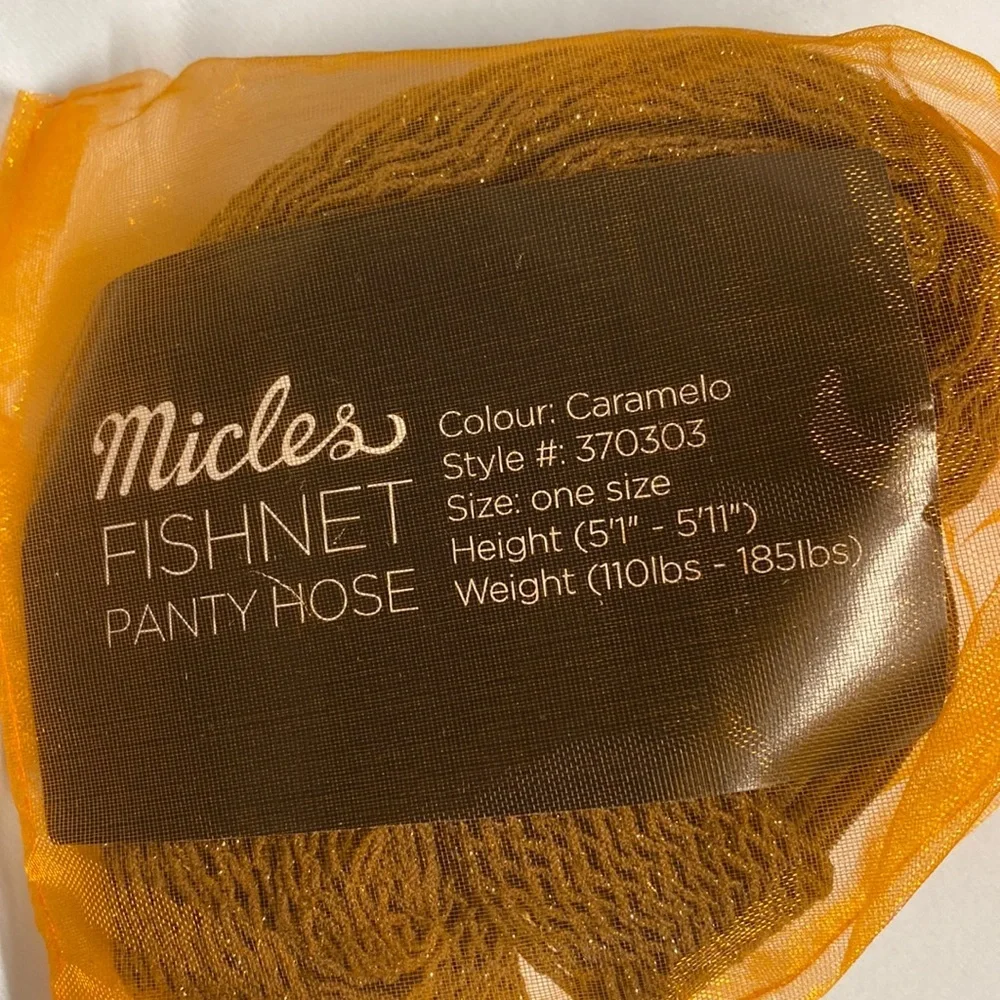 Micles
FISHNET
PANTY HOSE
Colour: Caramelo
Style #: 370303
Size: one size
Height (5'1" - 5'11")
Weight (110lbs - 185lbs)